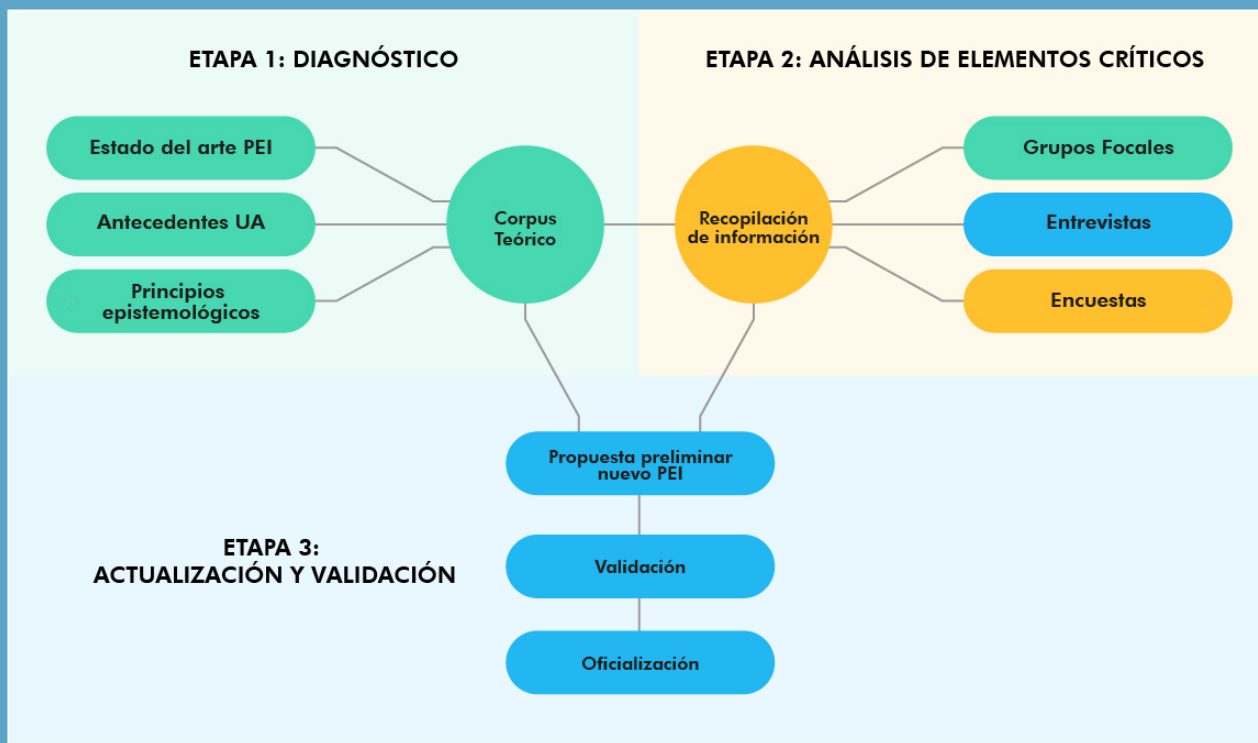 ETAPA 1: DIAGNÓSTICO
Estado del arte PEI
Antecedentes UA
Principios
epistemológicos
Corpus
Teórico
ETAPA 2: ANÁLISIS DE ELEMENTOS CRÍTICOS
Recopilación
de información
Grupos Focales
Entrevistas
Encuestas
ETAPA 3:
ACTUALIZACIÓN Y VALIDACIÓN
Propuesta preliminar
nuevo PEI
Validación
Oficialización